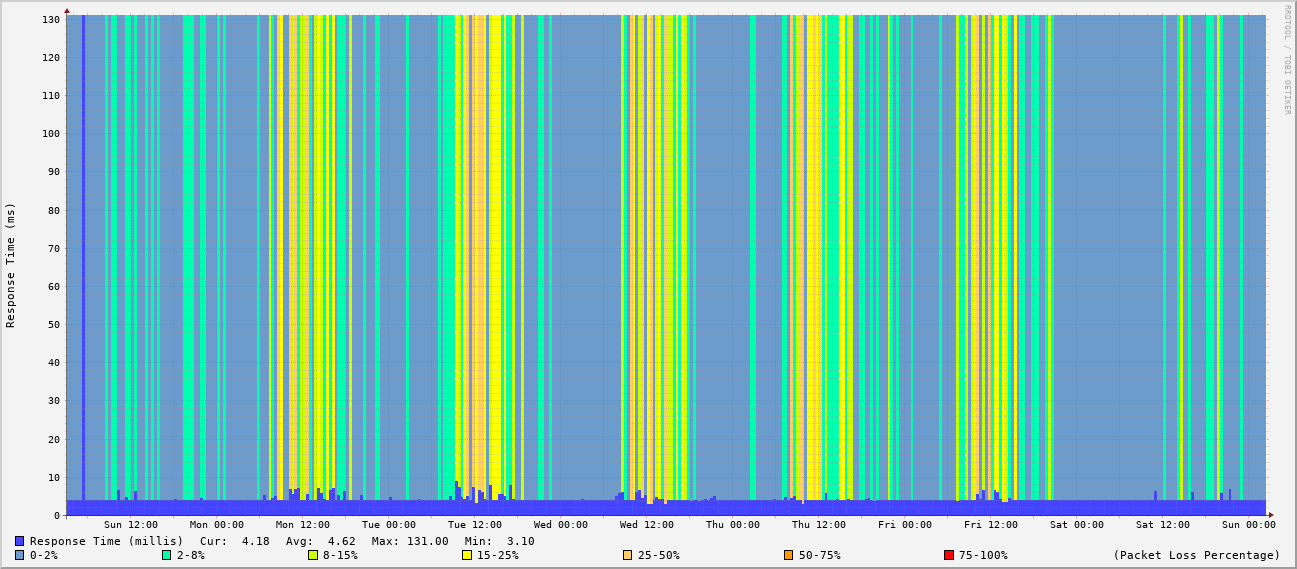 RRDTOOL / TOBI OETIKER
Response Time (ms)
130
120
110
100
90
80
70
60
50
40
30
20
10
0
Sun 12:00 Mon 00:00 Mon 12:00 Tue 00:00 Tue 12:00 Wed 00:00 Wed 12:00 Thu 00:00 Thu 12:00 Fri 00:00 Fri 12:00 Sat 00:00 Sat 12:00 Sun 00:00
Response Time (millis) Cur: 4.18 Avg: 4.62 Max: 131.00 Min: 3.10
0-2% 2-8% 8-15% 15-25% 25-50% 50-75% 75-100% (Packet Loss Percentage)